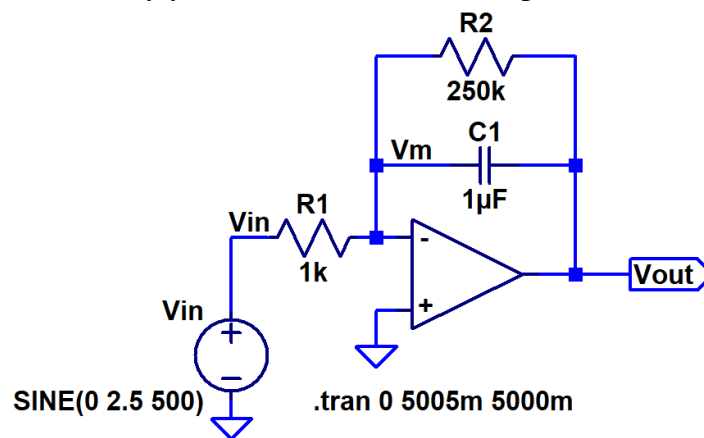 R2
250k
C1
Vm
1µF
R1
Vin
1k
-
+
Vout
Vin
+
-
SINE(0 2.5 500)
.tran 0 5005m 5000m